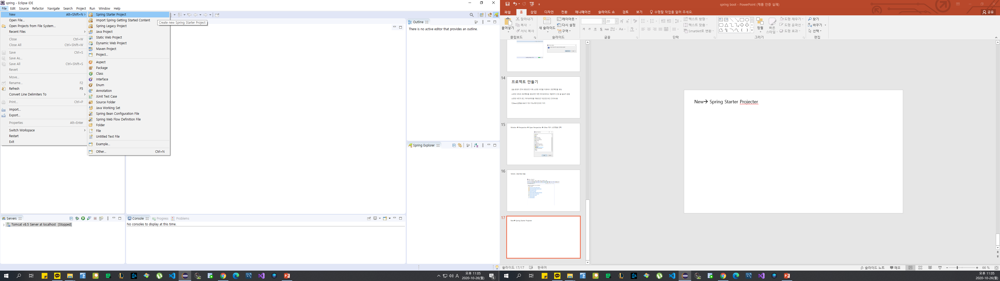 spring - Eclipse IDE
File Edit Source Refactor Navigate Search Project Run Window Help
New Alt+Shift+N
Open File...
Open Projects from File System...
Recent Files
Close Ctrl+W
Close All Ctrl+Shift+W
Save Ctrl+S
Save As...
Save All Ctrl+Shift+S
Revert
Move...
Rename... F2
Refresh F5
Convert Line Delimiters To
Print... Ctrl+P
Import...
Export...
Properties Alt+Enter
Switch Workspace
Restart
Exit
Spring Starter Project
Import Spring Getting Started Content
Create new Spring Starter Project
Spring Legacy Project
Java Project
Static Web Project
Dynamic Web Project
Maven Project
Project...
Aspect
Package
Class
Interface
Enum
Annotation
JUnit Test Case
Source Folder
Java Working Set
Spring Bean Configuration File
Spring Web Flow Definition File
Folder
File
Untitled Text File
Example...
Other... Ctrl+N
Outline
There is no active editor that provides an outline.
Spring Explorer
Servers
Tomcat v8.5 Server at localhost [Stopped]
Console Progress Problems
No consoles to display at this time.
오후 11:05
2020-10-26(월)
spring boot - PowerPoint (제품 인증 실패)
파일 홈 삽입 디자인 전환 애니메이션 슬라이드 쇼 검토 보기 수행할 작업을 알려 주세요. 공유
붙여넣기 잘라내기 복사 서식 복사
새 슬라이드 레이아웃 다시 설정 구역
20
텍스트 방향 텍스트 맞춤 SmartArt로 변환
정렬 빠른 스타일 도형 채우기 도형 윤곽선 도형 효과
찾기 바꾸기 선택
클립보드 슬라이드 글꼴 단락 그리기 편집
14
프로젝트 만들기
15
Window → Perspective → Open Perspective → Other 에서 스프링을 선택
16
17
New→ Spring Starter Projecter
New→ Spring Starter Projecter
슬라이드 17/17 한국어
슬라이드 노트 메모 66 %
오후 11:05
2020-10-26(월)